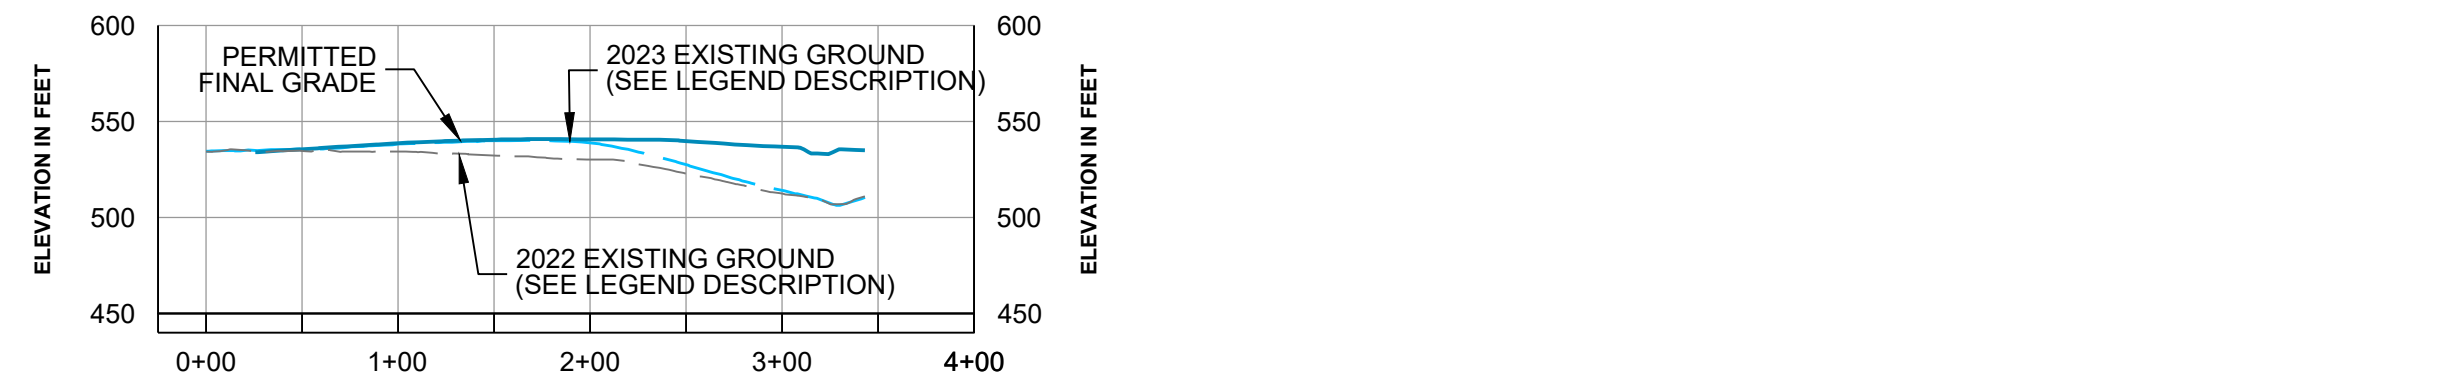 600
600
PERMITTED
FINAL GRADE
2023 EXISTING GROUND
(SEE LEGEND DESCRIPTION)
ELEVATION IN FEET
ELEVATION IN FEET
550
550
500
500
2022 EXISTING GROUND
(SEE LEGEND DESCRIPTION)
450
450
0+00 1+00 2+00 3+00 4+00